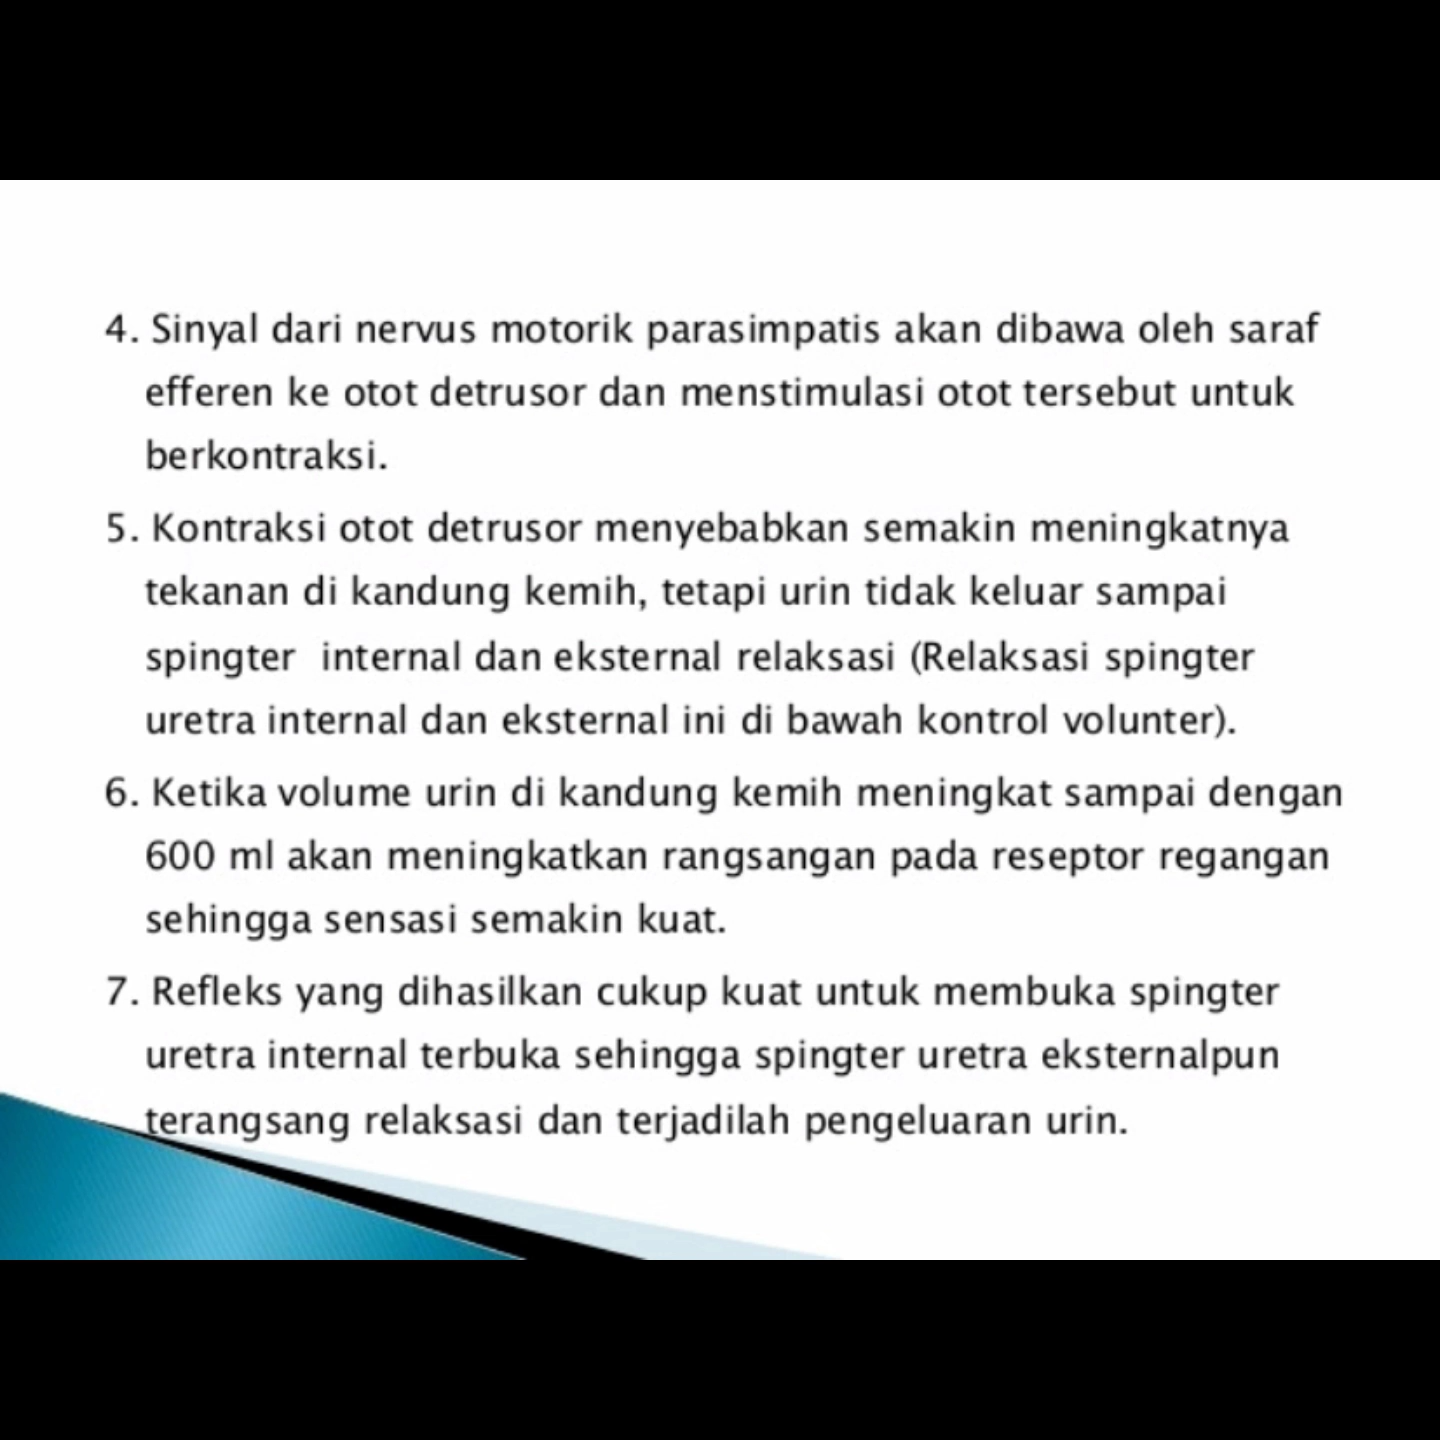 4. Sinyal dari nervus motorik parasimpatis akan dibawa oleh saraf
efferen ke otot detrusor dan menstimulasi otot tersebut untuk
berkontraksi.
5. Kontraksi otot detrusor menyebabkan semakin meningkatnya
tekanan di kandung kemih, tetapi urin tidak keluar sampai
spingter internal dan eksternal relaksasi (Relaksasi spingter
uretra internal dan eksternal ini di bawah kontrol volunter).
6. Ketika volume urin di kandung kemih meningkat sampai dengan
600 ml akan meningkatkan rangsangan pada reseptor regangan
sehingga sensasi semakin kuat.
7. Refleks yang dihasilkan cukup kuat untuk membuka spingter
uretra internal terbuka sehingga spingter uretra eksternalpun
terangsang relaksasi dan terjadilah pengeluaran urin.